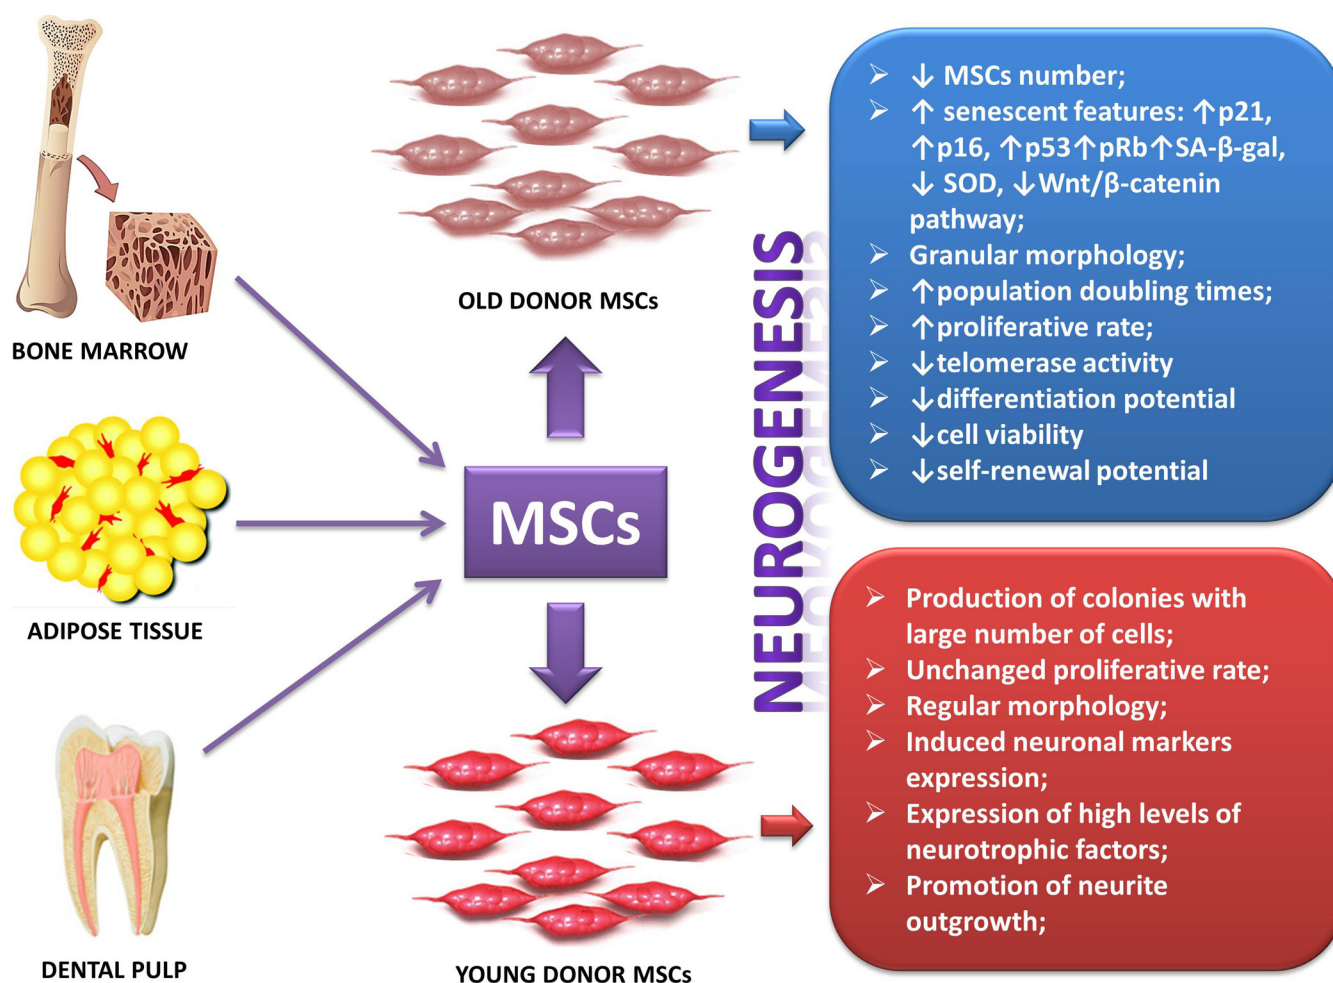 BONE MARROW
ADIPOSE TISSUE
DENTAL PULP
MSCs
OLD DONOR MSCs
YOUNG DONOR MSCs
NEUROGENESIS
➢ ↓ MSCs number;
➢ ↑ senescent features: ↑p21,
↑p16, ↑p53↑pRb↑SA-β-gal,
↓ SOD, ↓Wnt/β-catenin
pathway;
➢ Granular morphology;
➢ ↑population doubling times;
➢ ↑proliferative rate;
➢ ↓telomerase activity
➢ ↓differentiation potential
➢ ↓cell viability
➢ ↓self-renewal potential
➢ Production of colonies with
large number of cells;
➢ Unchanged proliferative rate;
➢ Regular morphology;
➢ Induced neuronal markers
expression;
➢ Expression of high levels of
neurotrophic factors;
➢ Promotion of neurite
outgrowth;